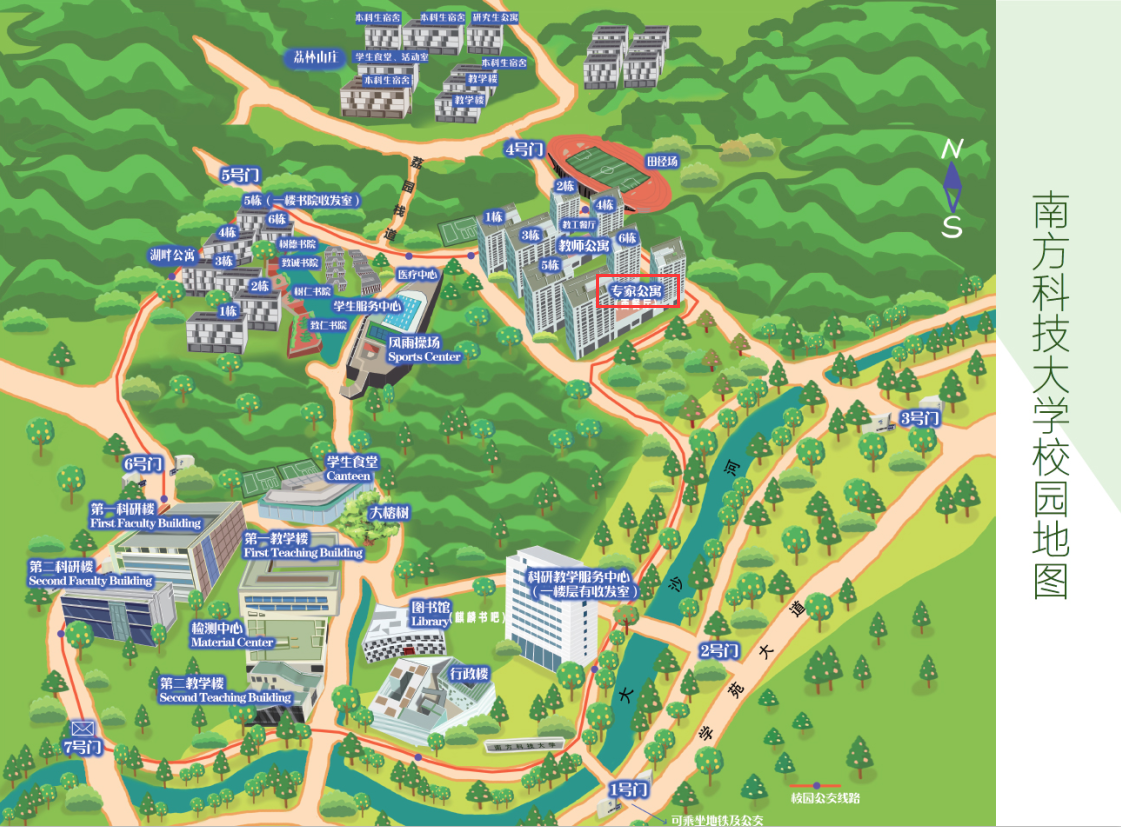 本科生宿舍
本科生宿舍
研究生公寓
荔林山庄
学生食堂、活动室
本科生宿舍
本科生宿舍
教学楼
教学楼
4号门
田径场
N
S
荔园栈道
5号门
5栋（一楼书院收发室）
6栋
4栋
树德书院
湖畔公寓
3栋
致诚书院
2栋
树仁书院
1栋
致仁书院
医疗中心
学生服务中心
风雨操场
Sports Center
2栋
1栋
4栋
3栋
教工餐厅
教师公寓
6栋
5栋
专家公寓
南方科技大学校园地图
3号门
6号门
学生食堂
Canteen
大榕树
第一科研楼
First Faculty Building
第一教学楼
First Teaching Building
第二科研楼
Second Faculty Building
检测中心
Material Center
第二教学楼
Second Teaching Building
图书馆
Library
(麒麟书吧)
科研教学服务中心
（一楼层有收发室）
行政楼
大沙河
2号门
学苑大道
南方科技大学
7号门
1号门
可乘坐地铁及公交
校园公交线路